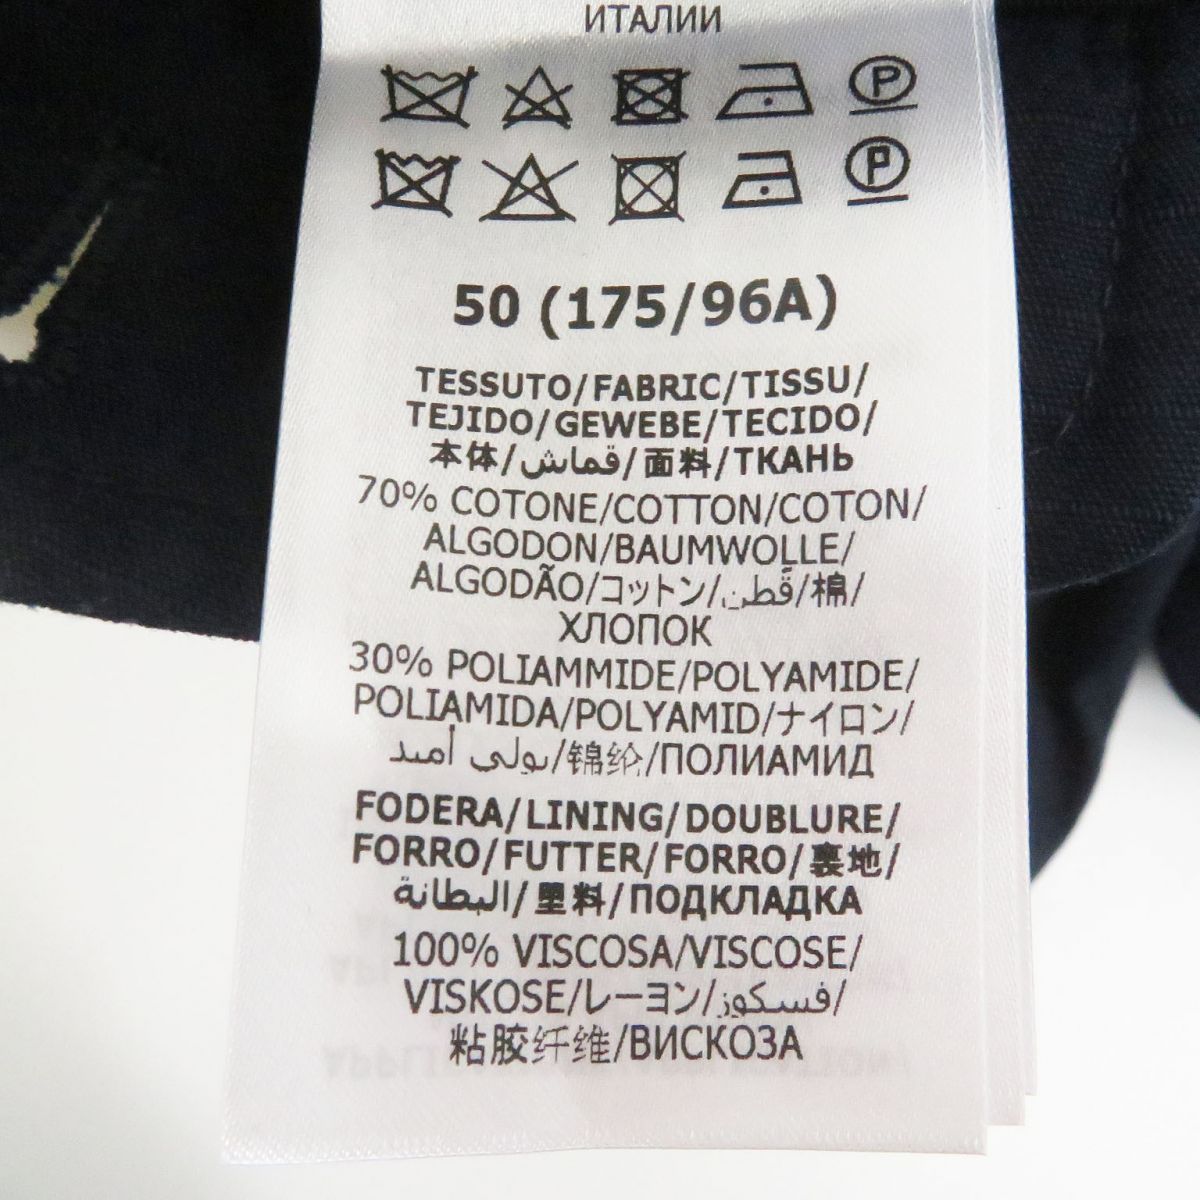 ИТАЛИИ
50 (175/96A)
TESSUTO/FABRIC/TISSU/
TEJIDO/GEWEBE/TECIDO/
本体/قماش/面料/ТКАНЬ
70% COTONE/COTTON/COTON/
ALGODON/BAUMWOLLE/
ALGODÃO/コットン/قطن/棉/
ХЛОПОК
30% POLIAMMIDE/POLYAMIDE/
POLIAMIDA/POLYAMID/ナイロン/
بولي أميد/锦纶/ПОЛИАМИД
FODERA/LINING/DOUBLURE/
FORRO/FUTTER/FORRO/裏地/
البطانة/里料/ПОДКЛАДКА
100% VISCOSA/VISCOSE/
VISKOSE/レーヨン/فسكوز/
粘胶纤维/ВИСКОЗА